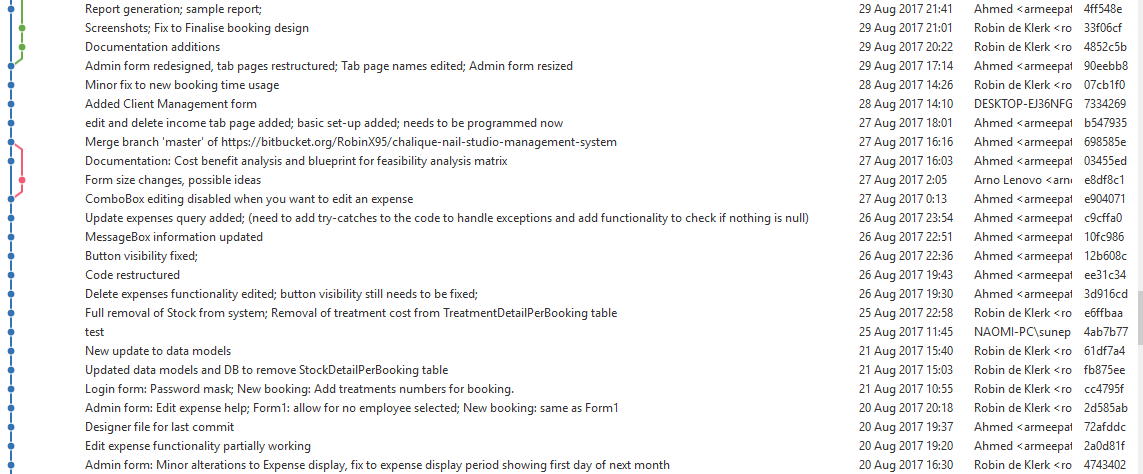 Report generation; sample report; 29 Aug 2017 21:41 Ahmed <armeepat 4ff548e
Screenshots; Fix to Finalise booking design 29 Aug 2017 21:01 Robin de Klerk <ro 33f06cf
Documentation additions 29 Aug 2017 20:22 Robin de Klerk <ro 4852c5b
Admin form redesigned, tab pages restructured; Tab page names edited; Admin form resized 29 Aug 2017 17:14 Ahmed <armeepat 90eebb8
Minor fix to new booking time usage 28 Aug 2017 14:26 Robin de Klerk <ro 07cb1f0
Added Client Management form 28 Aug 2017 14:10 DESKTOP-EJ36NFG 7334269
edit and delete income tab page added; basic set-up added; needs to be programmed now 27 Aug 2017 18:01 Ahmed <armeepat b547935
Merge branch 'master' of https://bitbucket.org/RobinX95/chalique-nail-studio-management-system 27 Aug 2017 16:16 Robin de Klerk <ro 698585e
Documentation: Cost benefit analysis and blueprint for feasibility analysis matrix 27 Aug 2017 16:03 Robin de Klerk <ro 03455ed
Form size changes, possible ideas 27 Aug 2017 2:05 Arno Lenovo <arn e8df8c1
ComboBox editing disabled when you want to edit an expense 27 Aug 2017 0:13 Ahmed <armeepat e904071
Update expenses query added; (need to add try-catches to the code to handle exceptions and add functionality to check if nothing is null) 26 Aug 2017 23:54 Ahmed <armeepat c9cffa0
MessageBox information updated 26 Aug 2017 22:51 Ahmed <armeepat 10fc986
Button visibility fixed; 26 Aug 2017 22:36 Ahmed <armeepat 12b608c
Code restructured 26 Aug 2017 19:43 Ahmed <armeepat ee31c34
Delete expenses functionality edited; button visibility still needs to be fixed; 26 Aug 2017 19:30 Ahmed <armeepat 3d916cd
Full removal of Stock from system; Removal of treatment cost from TreatmentDetailPerBooking table 25 Aug 2017 22:58 Robin de Klerk <ro e6ffbaa
test 25 Aug 2017 11:45 NAOMI-PC\sunep 4ab7b77
New update to data models 21 Aug 2017 15:40 Robin de Klerk <ro 61df7a4
Updated data models and DB to remove StockDetailPerBooking table 21 Aug 2017 15:03 Robin de Klerk <ro fb875ee
Login form: Password mask; New booking: Add treatments numbers for booking. 21 Aug 2017 10:55 Robin de Klerk <ro cc4795f
Admin form: Edit expense help; Form1: allow for no employee selected; New booking: same as Form1 20 Aug 2017 20:18 Robin de Klerk <ro 2d585ab
Designer file for last commit 20 Aug 2017 19:37 Ahmed <armeepat 72afddc
Edit expense functionality partially working 20 Aug 2017 19:20 Ahmed <armeepat 2a0d81f
Admin form: Minor alterations to Expense display, fix to expense display period showing first day of next month 20 Aug 2017 16:30 Robin de Klerk <ro 4743402